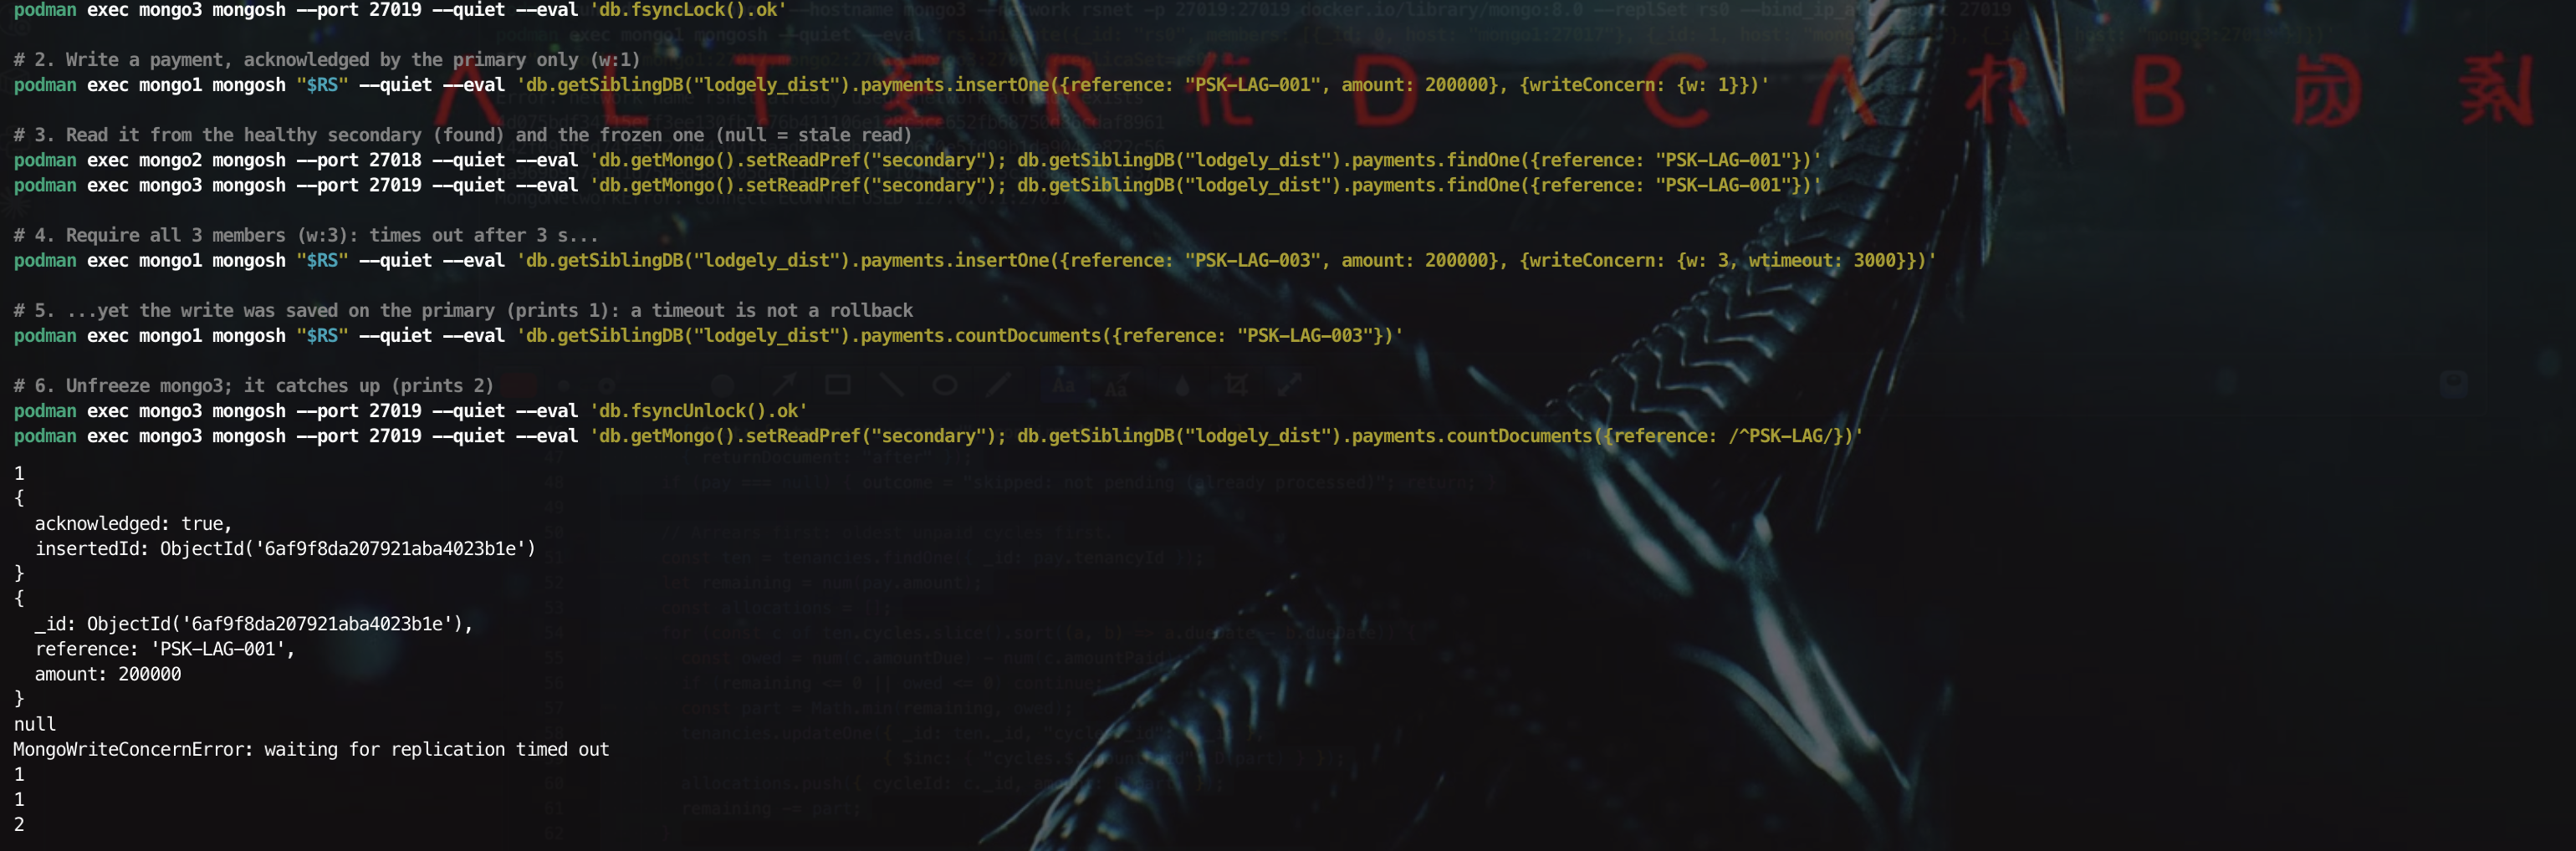 podman exec mongo3 mongosh --port 27019 --quiet --eval 'db.fsyncLock().ok'
# 2. Write a payment, acknowledged by the primary only (w:1)
podman exec mongo1 mongosh "$RS" --quiet --eval 'db.getSiblingDB("lodgely_dist").payments.insertOne({reference: "PSK-LAG-001", amount: 200000}, {writeConcern: {w: 1}})'
# 3. Read it from the healthy secondary (found) and the frozen one (null = stale read)
podman exec mongo2 mongosh --port 27018 --quiet --eval 'db.getMongo().setReadPref("secondary"); db.getSiblingDB("lodgely_dist").payments.findOne({reference: "PSK-LAG-001"})'
podman exec mongo3 mongosh --port 27019 --quiet --eval 'db.getMongo().setReadPref("secondary"); db.getSiblingDB("lodgely_dist").payments.findOne({reference: "PSK-LAG-001"})'
# 4. Require all 3 members (w:3): times out after 3 s...
podman exec mongo1 mongosh "$RS" --quiet --eval 'db.getSiblingDB("lodgely_dist").payments.insertOne({reference: "PSK-LAG-003", amount: 200000}, {writeConcern: {w: 3, wtimeout: 3000}})'
# 5. ...yet the write was saved on the primary (prints 1): a timeout is not a rollback
podman exec mongo1 mongosh "$RS" --quiet --eval 'db.getSiblingDB("lodgely_dist").payments.countDocuments({reference: "PSK-LAG-003"})'
# 6. Unfreeze mongo3; it catches up (prints 2)
podman exec mongo3 mongosh --port 27019 --quiet --eval 'db.fsyncUnlock().ok'
podman exec mongo3 mongosh --port 27019 --quiet --eval 'db.getMongo().setReadPref("secondary"); db.getSiblingDB("lodgely_dist").payments.countDocuments({reference: /^PSK-LAG/})'
1
{
  acknowledged: true,
  insertedId: ObjectId('6af9f8da207921aba4023b1e')
}
{
  _id: ObjectId('6af9f8da207921aba4023b1e'),
  reference: 'PSK-LAG-001',
  amount: 200000
}
null
MongoWriteConcernError: waiting for replication timed out
1
1
2